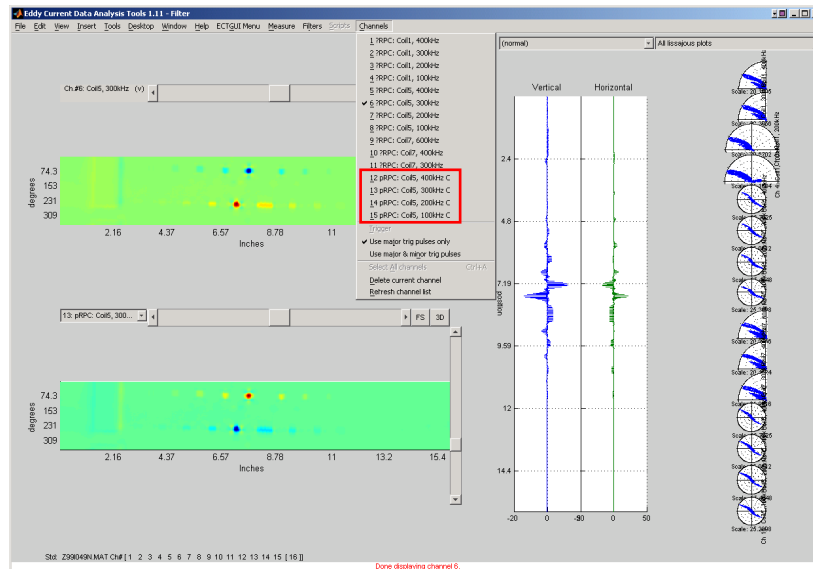 Eddy Current Data Analysis Tools 1.11 - Filter
File Edit View Insert Tools Desktop Window Help ECTGUI Menu Measure Filters Scripts Channels
1 ?RPC: Coil1, 400kHz
2 ?RPC: Coil1, 300kHz
3 ?RPC: Coil1, 200kHz
4 ?RPC: Coil1, 100kHz
5 ?RPC: Coil5, 400kHz
6 ?RPC: Coil5, 300kHz
7 ?RPC: Coil5, 200kHz
8 ?RPC: Coil5, 100kHz
9 ?RPC: Coil7, 600kHz
10 ?RPC: Coil7, 400kHz
11 ?RPC: Coil7, 300kHz
12 pRPC: Coil5, 400kHz C
13 pRPC: Coil5, 300kHz C
14 pRPC: Coil5, 200kHz C
15 pRPC: Coil5, 100kHz C
Trigger
Use major trig pulses only
Use major & minor trig pulses
Select All channels Ctrl+A
Delete current channel
Refresh channel list
Ch.#6: Coil5, 300kHz (v)
74.3
153
231
309
degrees
2.16 4.37 6.57 8.78 11
Inches
13: pRPC: Coil5, 300...
FS 3D
74.3
153
231
309
degrees
2.16 4.37 6.57 8.78 11 13.2 15.4
Inches
(normal)
All lissajous plots
Vertical Horizontal
2.4
4.8
7.19
9.59
12
14.4
position
-20 0 0 50
Std: Z99I049N.MAT Ch# [ 1 2 3 4 5 6 7 8 9 10 11 12 13 14 15 [ 16 ]]
Done displaying channel 6.